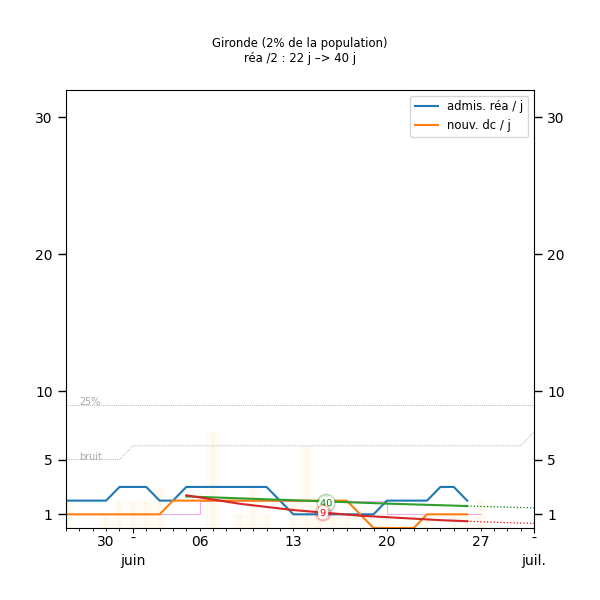 Gironde (2% de la population)
réa /2 : 22 j –> 40 j
admis. réa / j
nouv. dc / j
30 30
20 20
10 10
25%
bruit
5 5
40
9
1 1
30 - 06 13 20 27 -
juin juil.